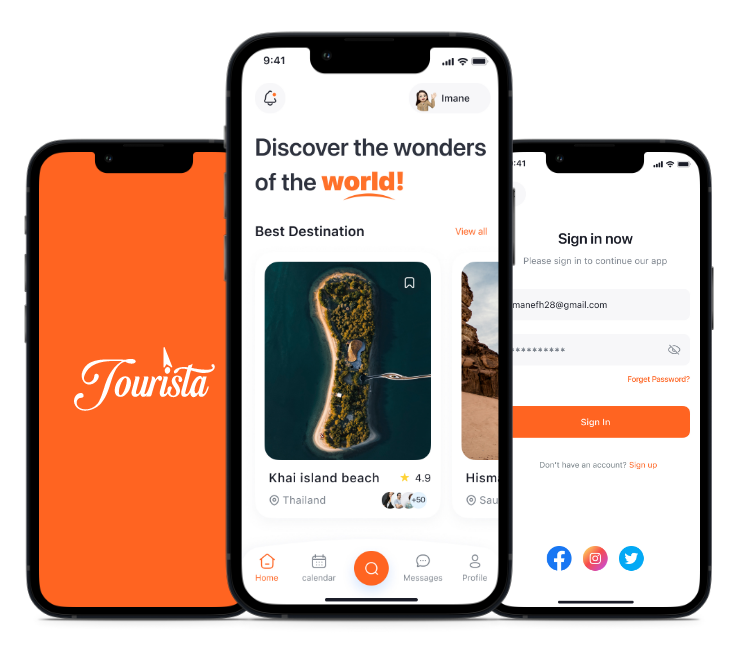 Tourista
9:41
Imane
Discover the wonders
of the world!
Best Destination
View all
Khai island beach
4.9
Thailand
+50
Hism
Sau
Home
calendar
Messages
Profile
:41
Sign in now
Please sign in to continue our app
manefh28@gmail.com
**********
Forget Password?
Sign In
Don't have an account? Sign up